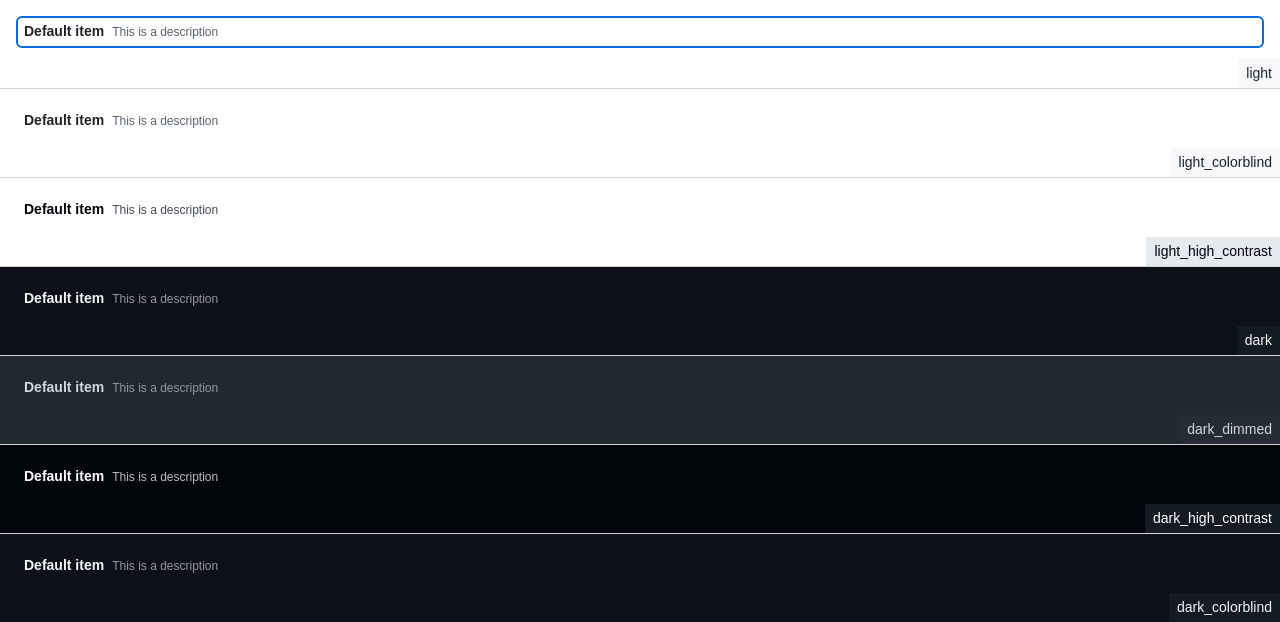 Default item This is a description
light
Default item This is a description
light_colorblind
Default item This is a description
light_high_contrast
Default item This is a description
dark
Default item This is a description
dark_dimmed
Default item This is a description
dark_high_contrast
Default item This is a description
dark_colorblind